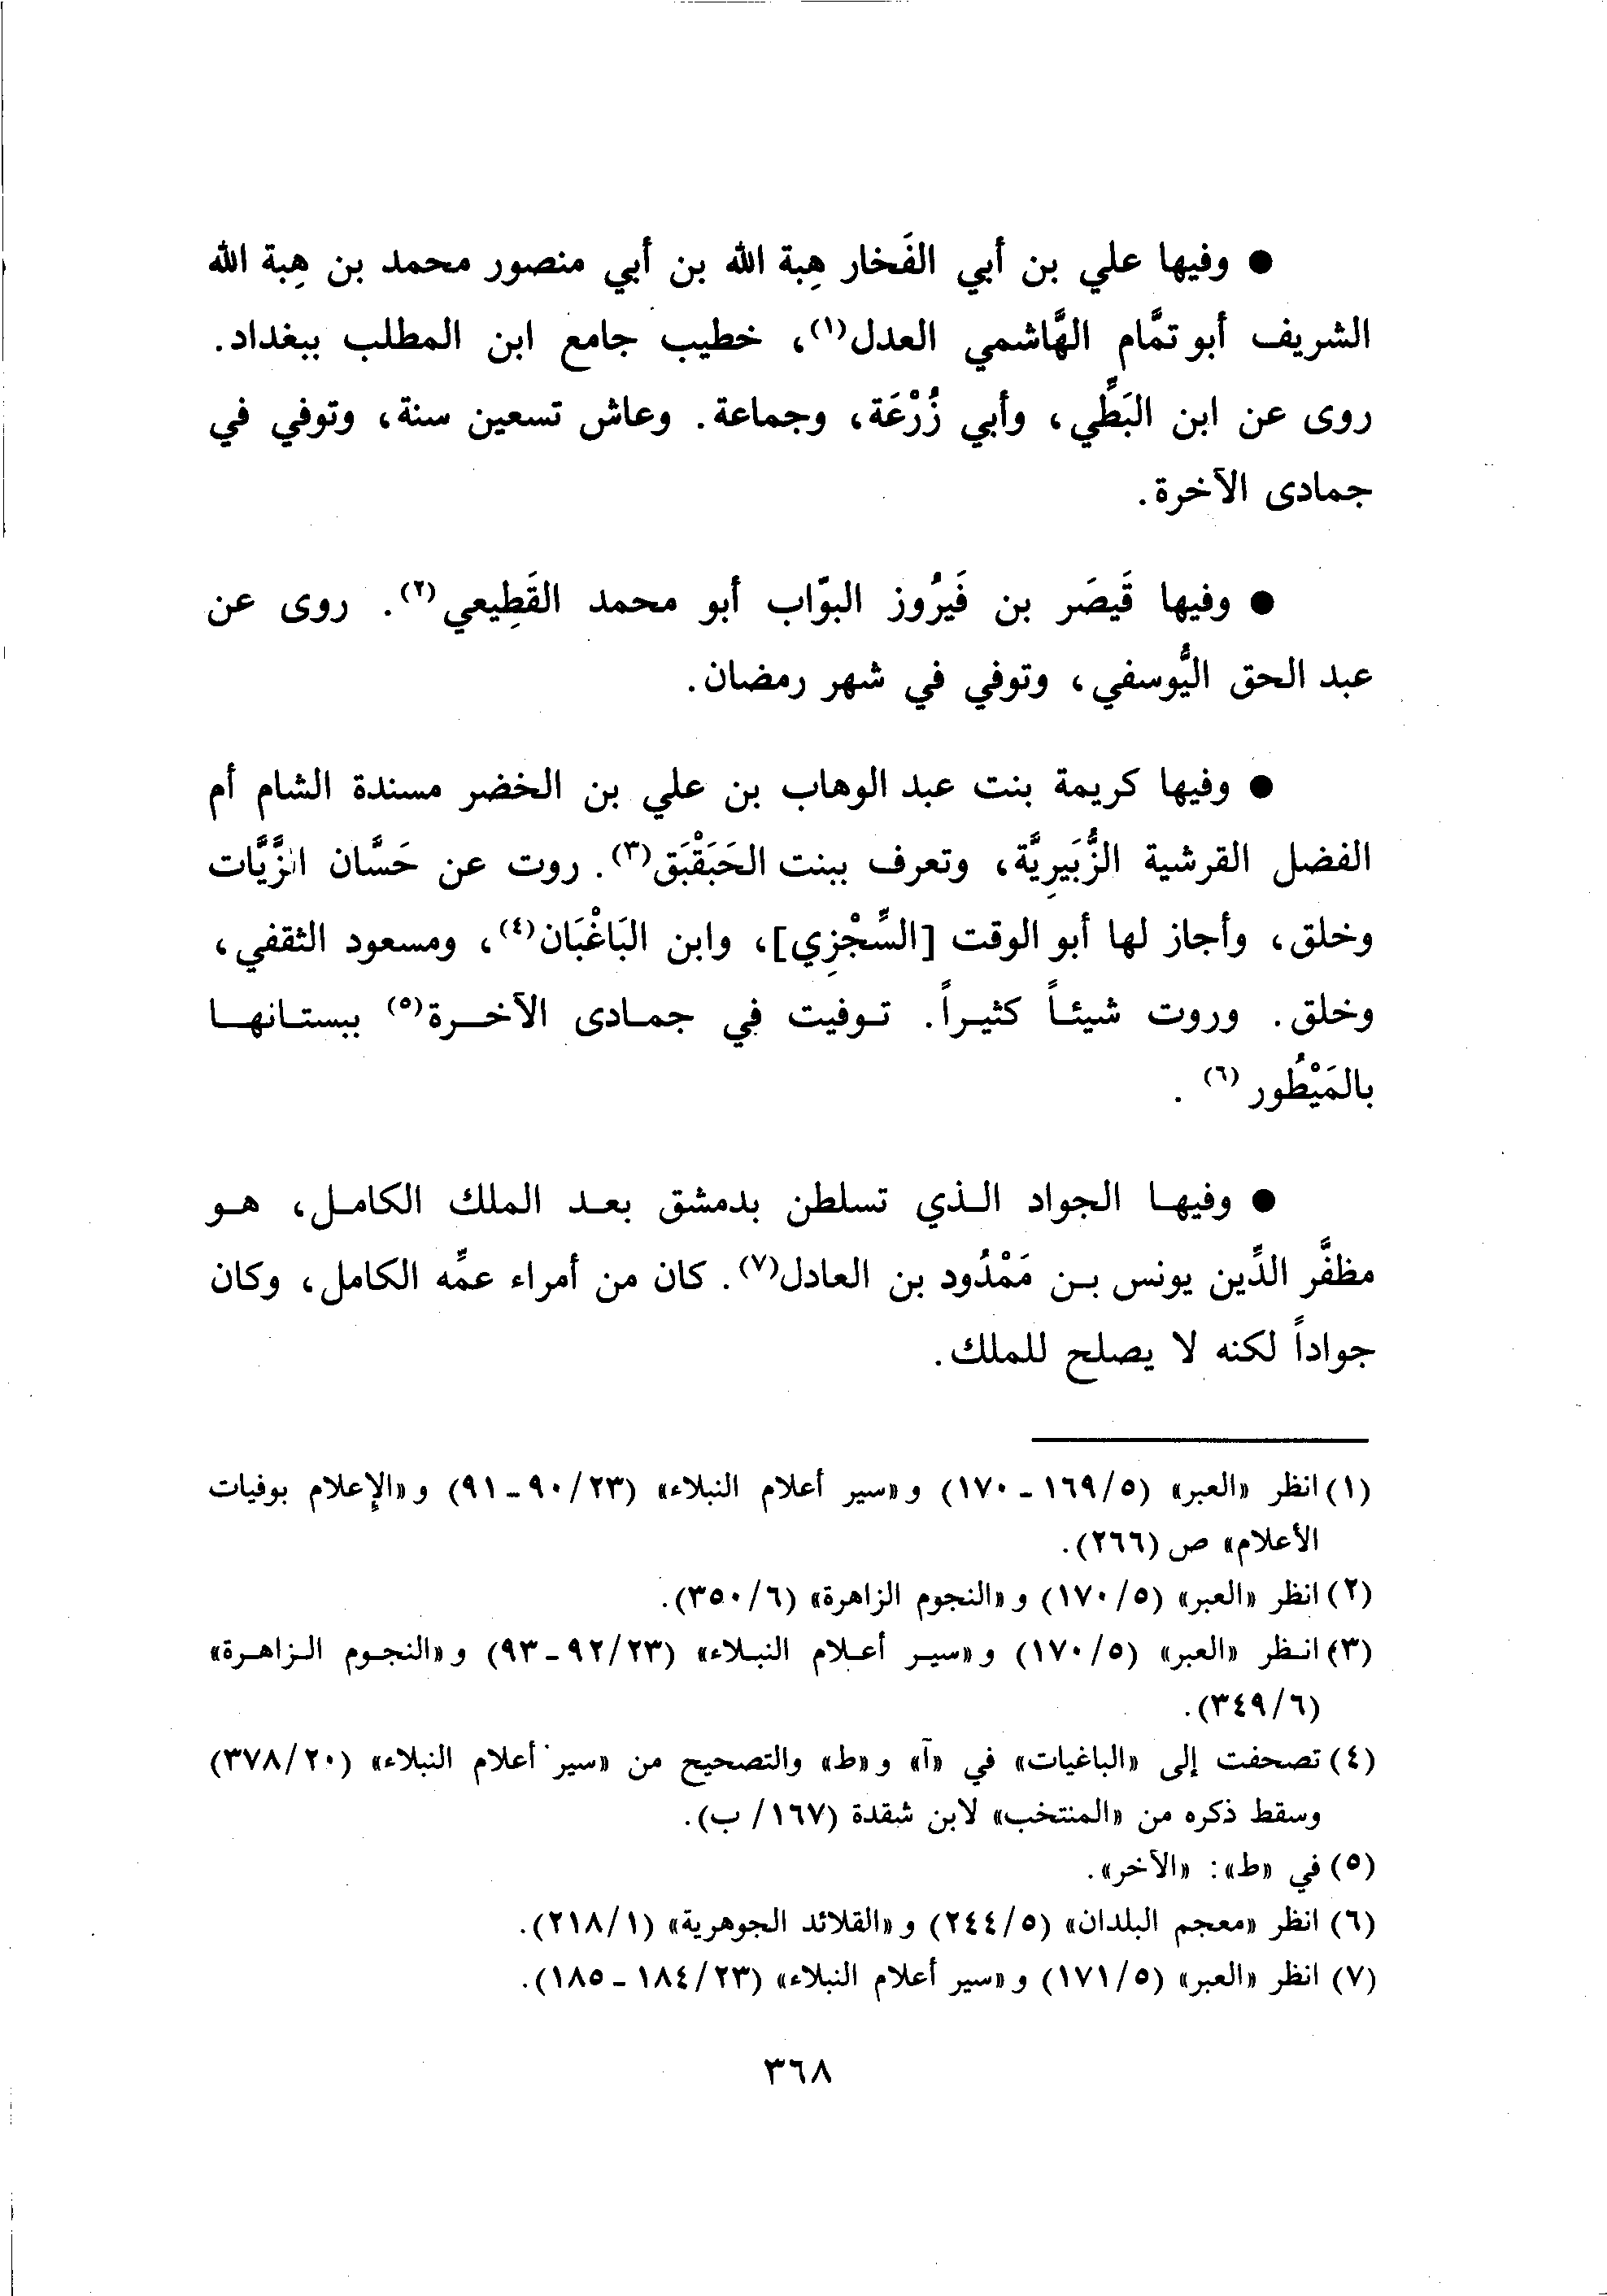 ● وفيها علي بن أبي الفَخار هِبة الله بن أبي منصور محمد بن هِبة الله
الشريف أبو تمَّام الهَّاشمي العدل(١)، خطيب جامع ابن المطلب ببغداد.
روى عن ابن البَطِّي، وأبي زُرْعَة، وجماعة. وعاش تسعين سنة، وتوفي في
جمادى الآخرة.
● وفيها قَيصَر بن فَيرُوز البوّاب أبو محمد القَطِيعي(٢). روى عن
عبد الحق اليُّوسفي، وتوفي في شهر رمضان.
● وفيها كريمة بنت عبد الوهاب بن علي بن الخضر مسندة الشام أم
الفضل القرشية الزُّبَيرِيَّة، وتعرف ببنت الحَبَقْبَق(٣). روت عن حَسَّان الزَّيَّات
وخلق، وأجاز لها أبو الوقت [السِّجْزِي]، وابن البَاغْبَان(٤)، ومسعود الثقفي،
وخلق. وروت شيئاً كثيراً. توفيت في جمادى الآخرة(٥) ببستانها
بالمَيْطُور (٦) .
● وفيها الجواد الذي تسلطن بدمشق بعد الملك الكامل، هو
مظفَّر الدِّين يونس بن مَمْدُود بن العادل(٧). كان من أمراء عمِّه الكامل، وكان
جواداً لكنه لا يصلح للملك.
(١) انظر «العبر» (٥/١٦٩ - ١٧٠) و«سير أعلام النبلاء» (٢٣/٩٠ - ٩١) و«الإعلام بوفيات
الأعلام» ص (٢٦٦).
(٢) انظر «العبر» (٥/١٧٠) و«النجوم الزاهرة» (٦/٣٥٠).
(٣) انظر «العبر» (٥/١٧٠) و«سير أعلام النبلاء» (٢٣/٩٢ - ٩٣) و«النجوم الزاهرة»
(٦/٣٤٩).
(٤) تصحفت إلى «الباغيات» في «آ» و«ط» والتصحيح من «سير أعلام النبلاء» (٢٠/٣٧٨)
وسقط ذكره من «المنتخب» لابن شقدة (١٦٧/ ب).
(٥) في «ط»: «الآخر».
(٦) انظر «معجم البلدان» (٥/٢٤٤) و«القلائد الجوهرية» (١/٢١٨).
(٧) انظر «العبر» (٥/١٧١) و«سير أعلام النبلاء» (٢٣/١٨٤ - ١٨٥).
٣٦٨